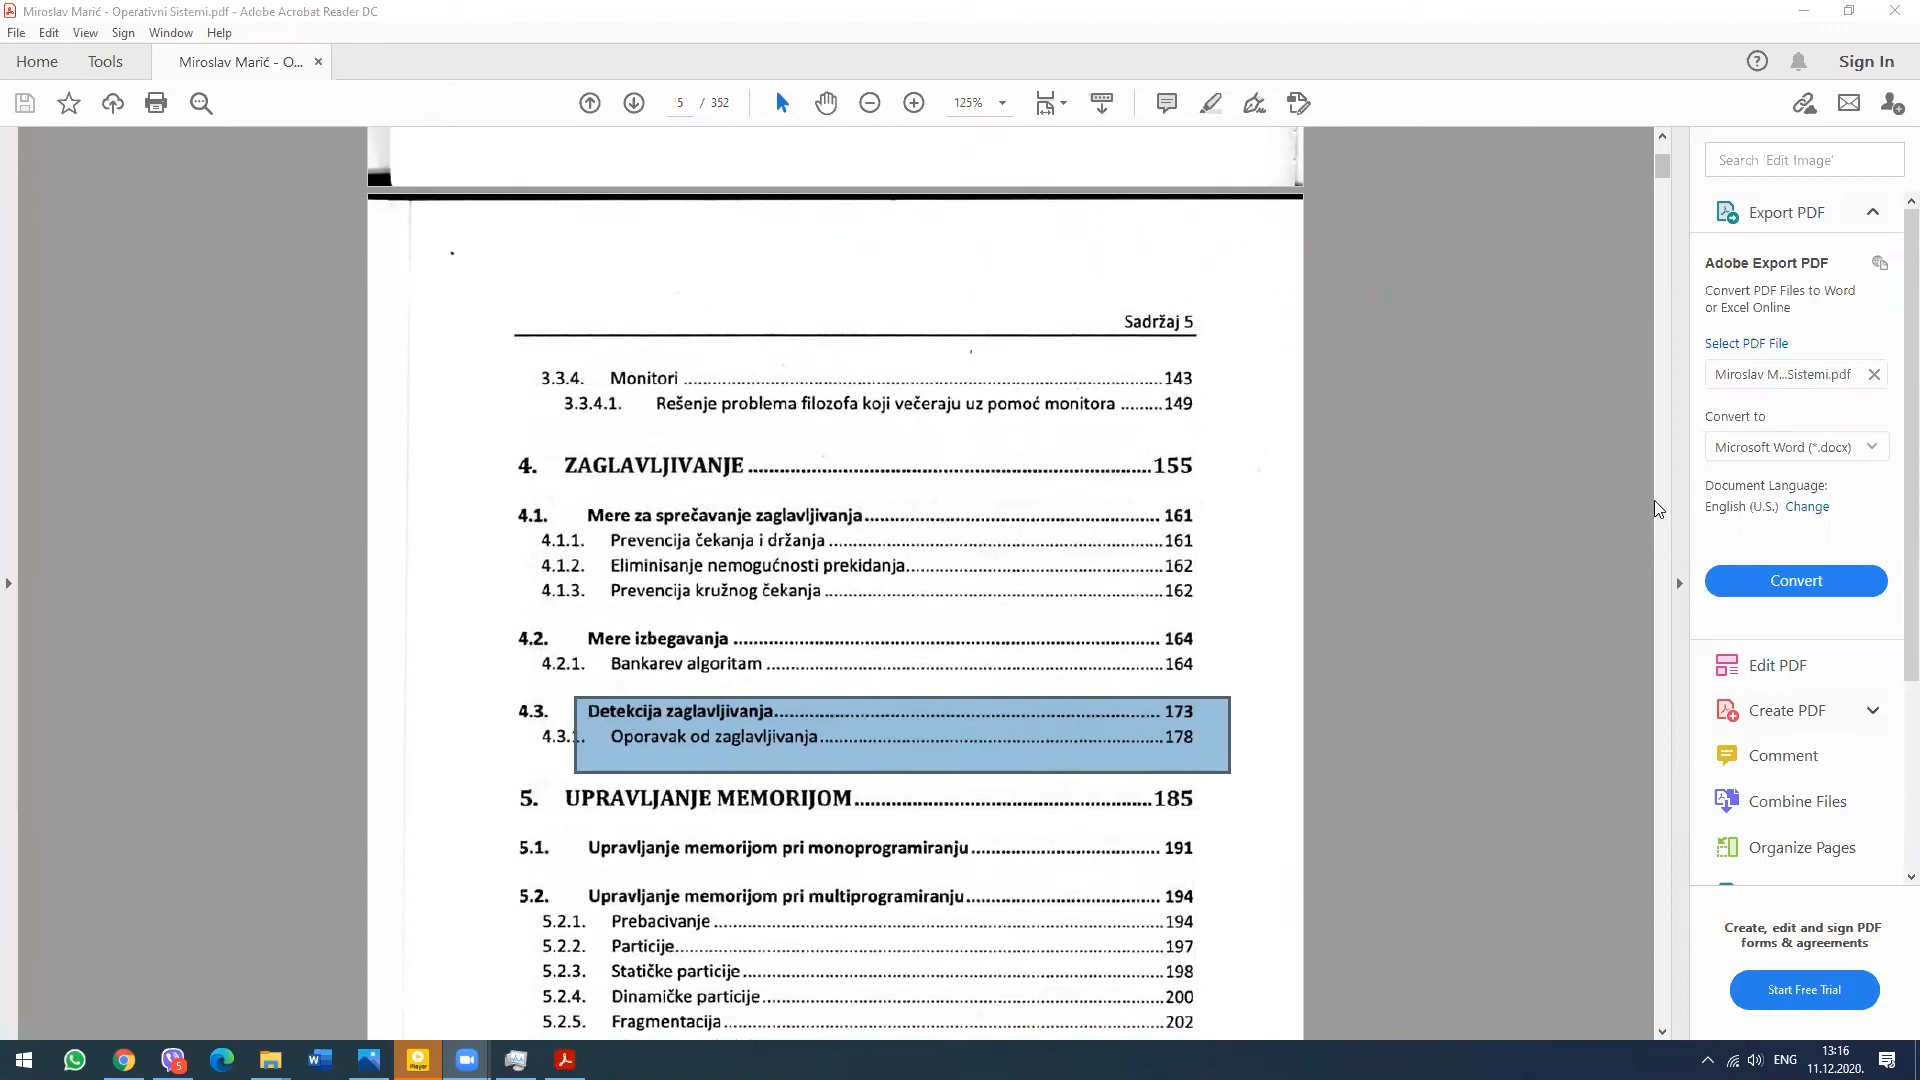 Miroslav Marić - Operativni Sistemi.pdf - Adobe Acrobat Reader DC
File Edit View Sign Window Help
Home Tools Miroslav Marić - O... × Sign In
5 / 352 125%
Search 'Edit Image'
Export PDF
Adobe Export PDF
Convert PDF Files to Word
or Excel Online
Select PDF File
Miroslav M...Sistemi.pdf
Convert to
Microsoft Word (*.docx)
Document Language:
English (U.S.) Change
Convert
Edit PDF
Create PDF
Comment
Combine Files
Organize Pages
Create, edit and sign PDF
forms & agreements
Start Free Trial
Sadržaj 5
3.3.4. Monitori ........ 143
3.3.4.1. Rešenje problema filozofa koji večeraju uz pomoć monitora ......... 149
4. ZAGLAVLJIVANJE ........ 155
4.1. Mere za sprečavanje zaglavljivanja ........ 161
4.1.1. Prevencija čekanja i držanja ........ 161
4.1.2. Eliminisanje nemogućnosti prekidanja ........ 162
4.1.3. Prevencija kružnog čekanja ........ 162
4.2. Mere izbegavanja ........ 164
4.2.1. Bankarev algoritam ........ 164
4.3. Detekcija zaglavljivanja ........ 173
4.3.1. Oporavak od zaglavljivanja ........ 178
5. UPRAVLJANJE MEMORIJOM ........ 185
5.1. Upravljanje memorijom pri monoprogramiranju ........ 191
5.2. Upravljanje memorijom pri multiprogramiranju ........ 194
5.2.1. Prebacivanje ........ 194
5.2.2. Particije ........ 197
5.2.3. Statičke particije ........ 198
5.2.4. Dinamičke particije ........ 200
5.2.5. Fragmentacija ........ 202
5
Player
ENG
13:16
11.12.2020.